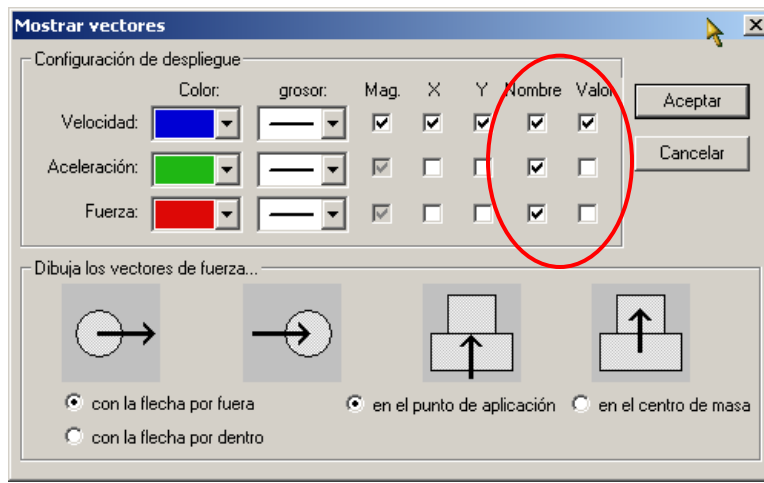 Mostrar vectores
Configuración de despliegue
Color: grosor: Mag. X Y Nombre Valor
Velocidad:
Aceleración:
Fuerza:
Aceptar
Cancelar
Dibuja los vectores de fuerza...
con la flecha por fuera
en el punto de aplicación
en el centro de masa
con la flecha por dentro